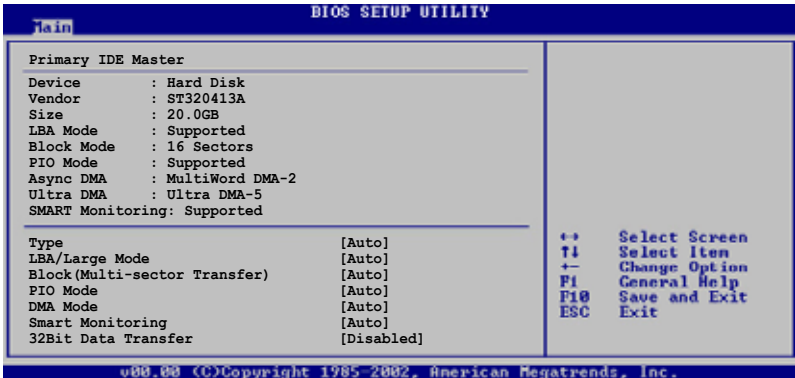 BIOS SETUP UTILITY
Main
Primary IDE Master
Device : Hard Disk
Vendor : ST320413A
Size : 20.0GB
LBA Mode : Supported
Block Mode : 16 Sectors
PIO Mode : Supported
Async DMA : MultiWord DMA-2
Ultra DMA : Ultra DMA-5
SMART Monitoring: Supported
Type [Auto]
LBA/Large Mode [Auto]
Block(Multi-sector Transfer) [Auto]
PIO Mode [Auto]
DMA Mode [Auto]
Smart Monitoring [Auto]
32Bit Data Transfer [Disabled]
←→ Select Screen
↑↓ Select Item
+- Change Option
F1 General Help
F10 Save and Exit
ESC Exit
v00.00 (C)Copyright 1985-2002, American Megatrends, Inc.